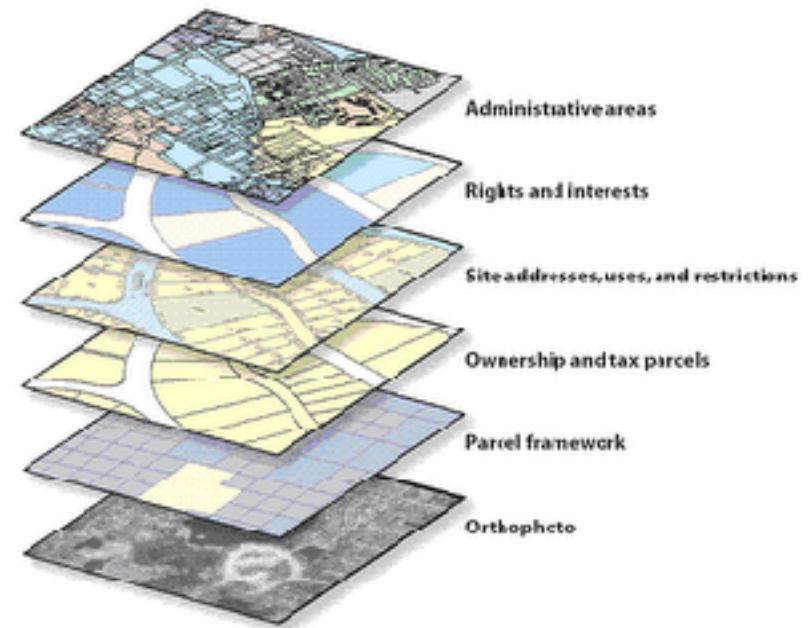 Administrative areas
Rights and interests
Site addresses, uses, and restrictions
Ownership and tax parcels
Parcel framework
Orthophoto